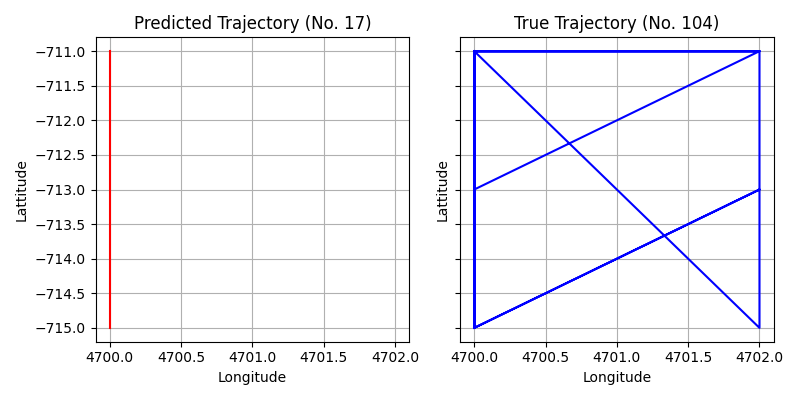 Predicted Trajectory (No. 17)
True Trajectory (No. 104)
Lattitude
−711.0
−711.5
−712.0
−712.5
−713.0
−713.5
−714.0
−714.5
−715.0
4700.0 4700.5 4701.0 4701.5 4702.0
Longitude
Lattitude
4700.0 4700.5 4701.0 4701.5 4702.0
Longitude